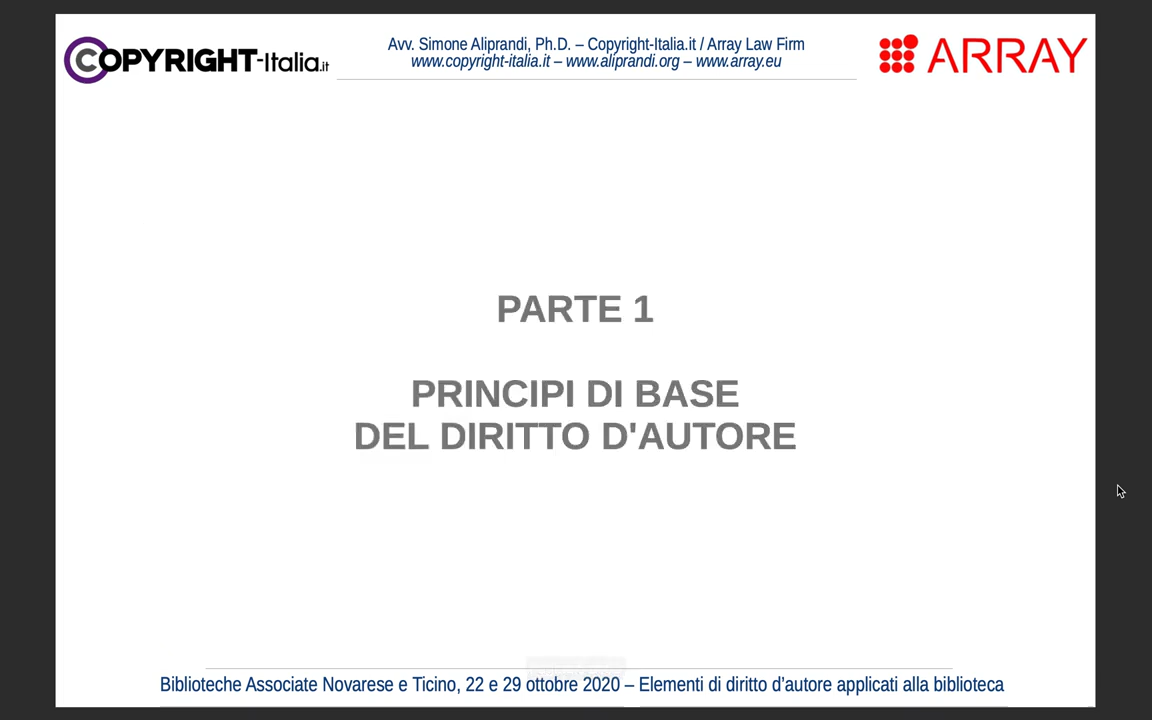 COPYRIGHT-Italia.it
Avv. Simone Aliprandi, Ph.D. – Copyright-Italia.it / Array Law Firm
www.copyright-italia.it – www.aliprandi.org – www.array.eu
ARRAY
PARTE 1
PRINCIPI DI BASE
DEL DIRITTO D'AUTORE
Biblioteche Associate Novarese e Ticino, 22 e 29 ottobre 2020 – Elementi di diritto d'autore applicati alla biblioteca